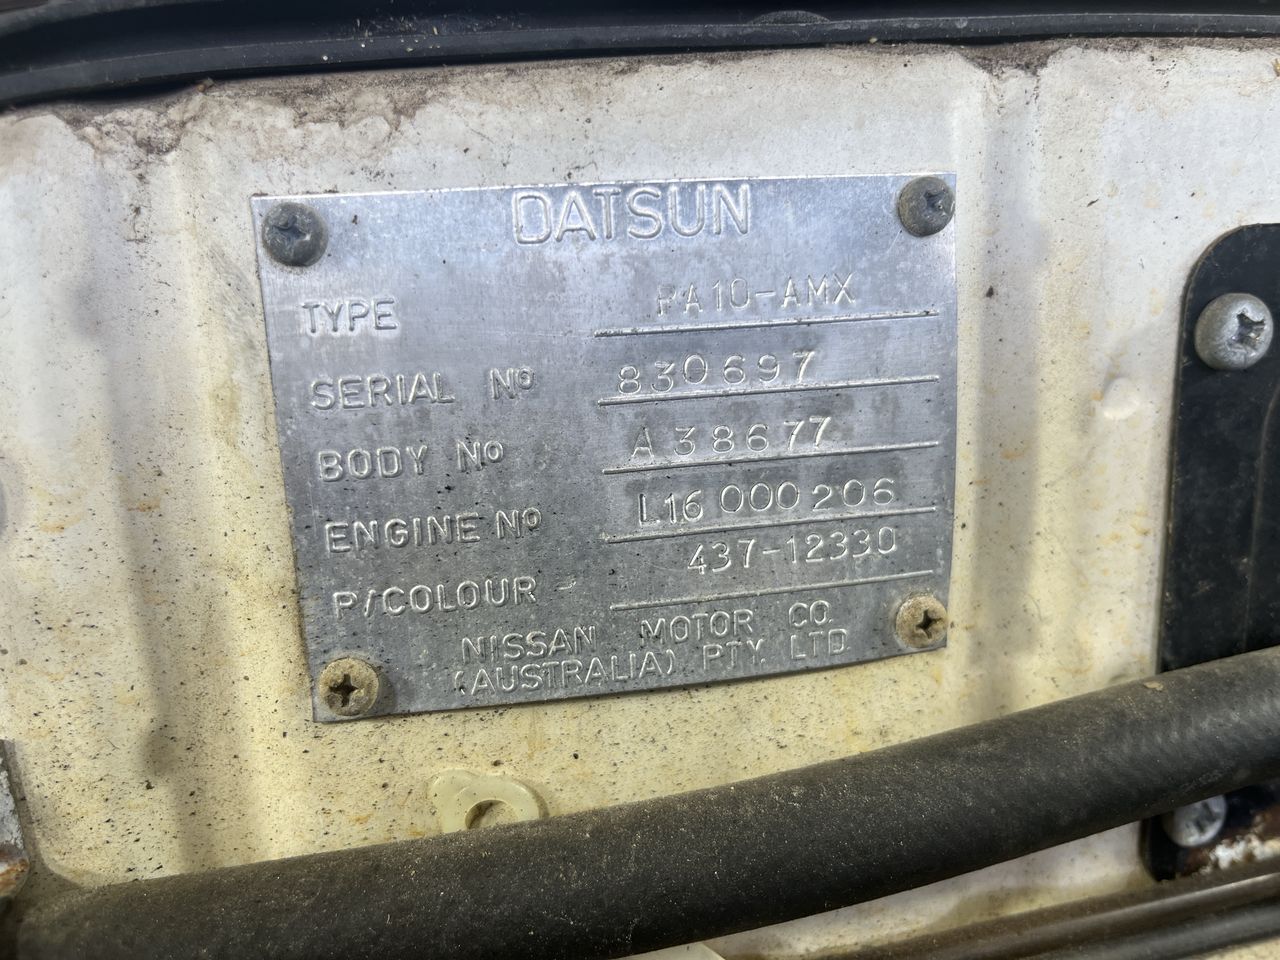 DATSUN
TYPE PA10-AMX
SERIAL Nº 830697
BODY Nº A38677
ENGINE Nº L16 000206
P/COLOUR - 437-12330
NISSAN MOTOR CO.
(AUSTRALIA) PTY. LTD.